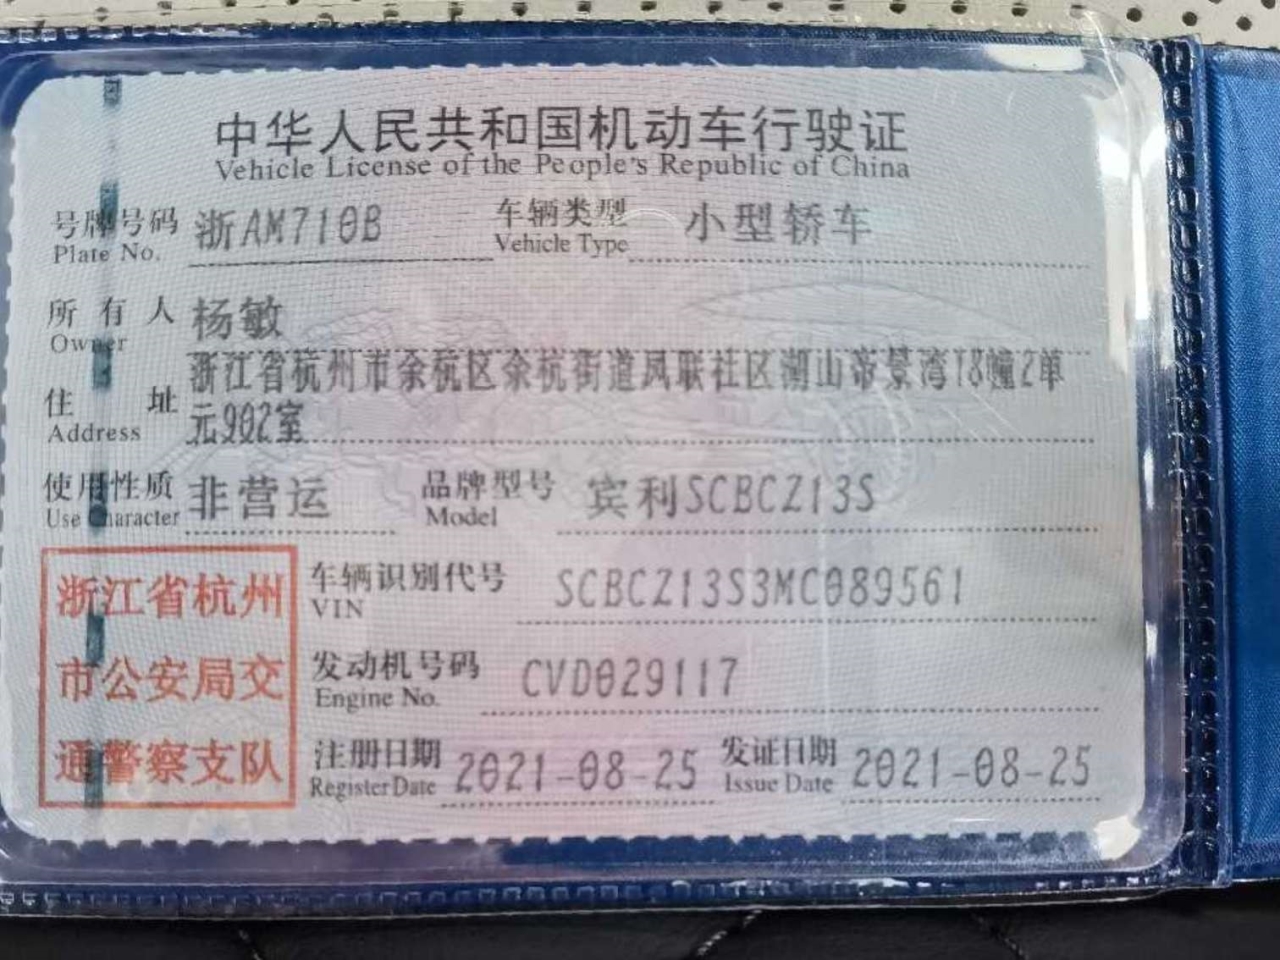 中华人民共和国机动车行驶证
Vehicle License of the People's Republic of China
号牌号码 浙AM710B 车辆类型 小型轿车
Plate No. Vehicle Type
所有人 杨敏
Owner
浙江省杭州市余杭区余杭街道凤联社区湖山帝景湾18幢2单
住址 元902室
Address
使用性质 非营运 品牌型号 宾利SCBCZ13S
Use Character Model
浙江省杭州
市公安局交
通警察支队
车辆识别代号 SCBCZ13S3MC089561
VIN
发动机号码 CVD029117
Engine No.
注册日期 2021-08-25 发证日期 2021-08-25
Register Date Issue Date